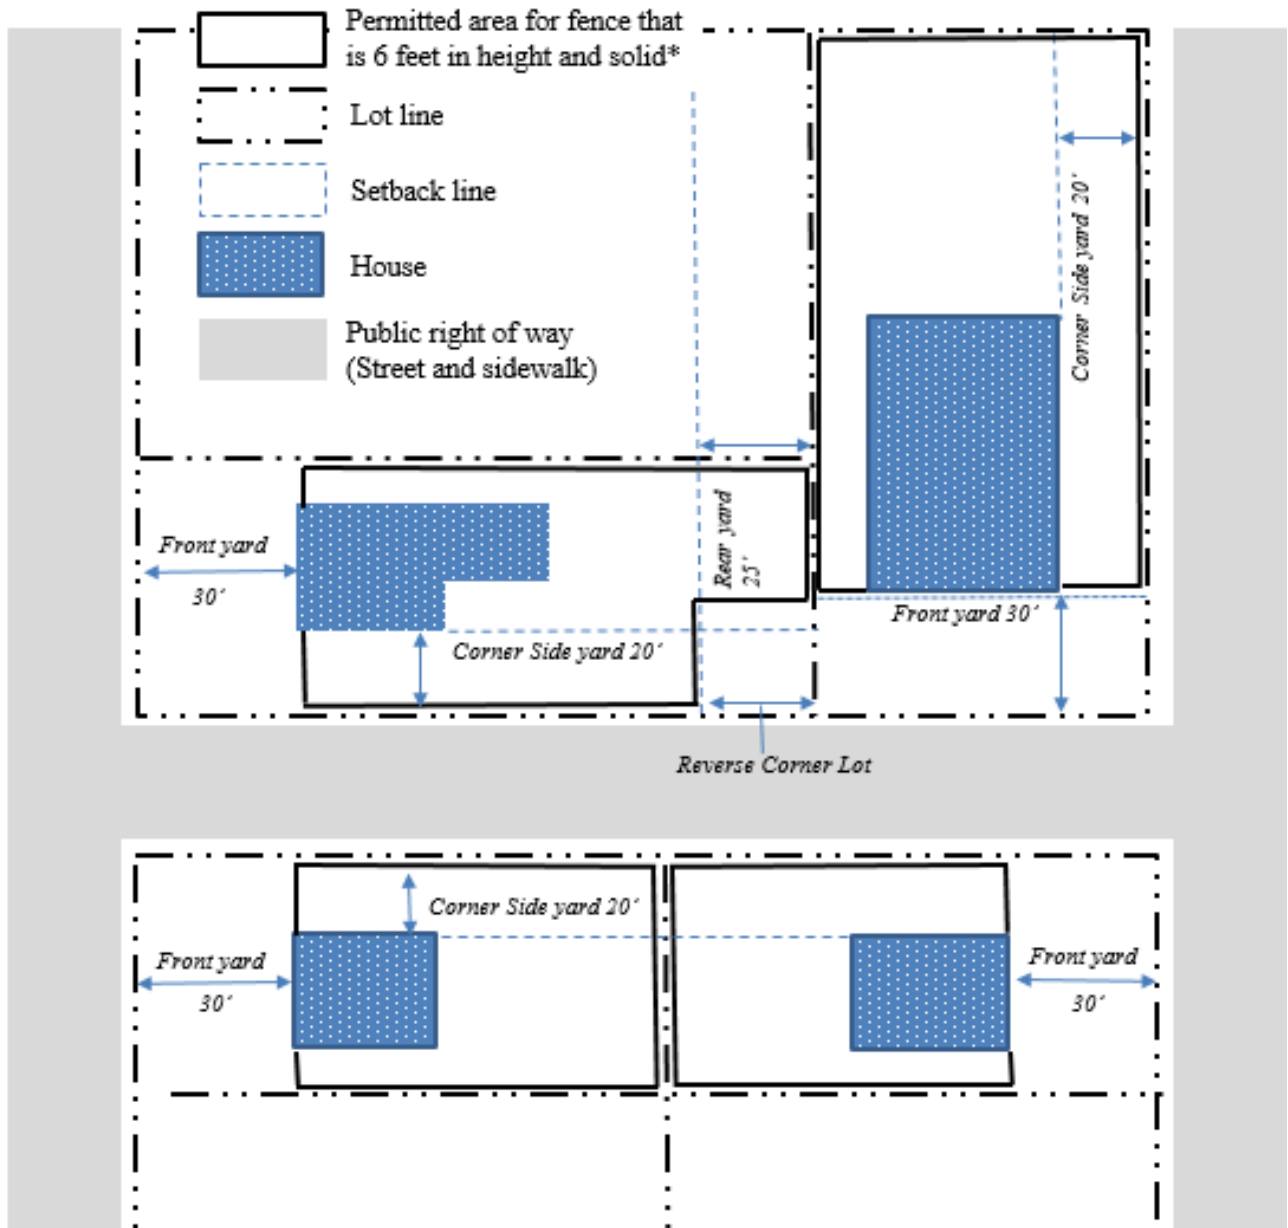 Permitted area for fence that
is 6 feet in height and solid*
Lot line
Setback line
House
Public right of way
(Street and sidewalk)
Corner Side yard 20´
Rear yard
25´
Front yard
30´
Corner Side yard 20´
Front yard 30´
Reverse Corner Lot
Corner Side yard 20´
Front yard
30´
Front yard
30´